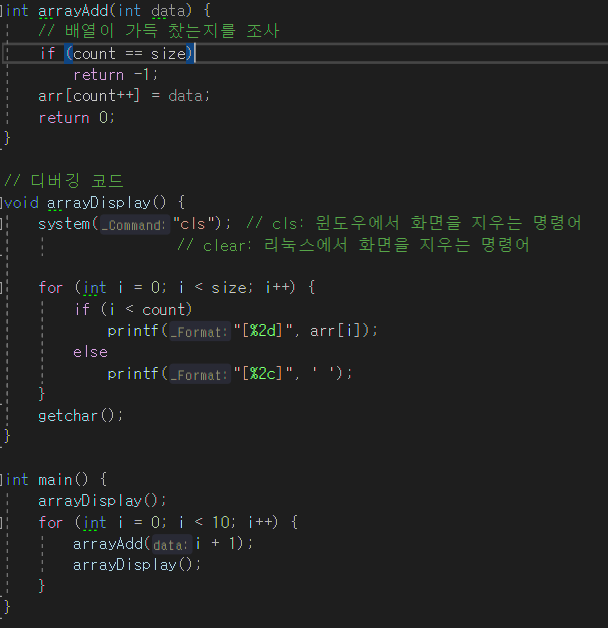 int arrayAdd(int data) {
// 배열이 가득 찼는지를 조사
if (count == size)
return -1;
arr[count++] = data;
return 0;
}
// 디버깅 코드
void arrayDisplay() {
system(_Command:"cls"); // cls: 윈도우에서 화면을 지우는 명령어
// clear: 리눅스에서 화면을 지우는 명령어
for (int i = 0; i < size; i++) {
if (i < count)
printf(_Format:"[%2d]", arr[i]);
else
printf(_Format:"[%2c]", ' ');
}
getchar();
}
int main() {
arrayDisplay();
for (int i = 0; i < 10; i++) {
arrayAdd(data:i + 1);
arrayDisplay();
}
}